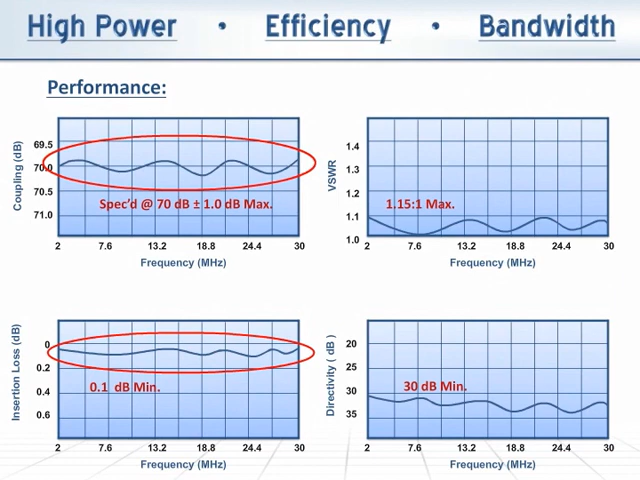 High Power • Efficiency • Bandwidth
Performance:
Coupling (dB)
69.5
70.0
70.5
71.0
Spec'd @ 70 dB ± 1.0 dB Max.
2 7.6 13.2 18.8 24.4 30
Frequency (MHz)
VSWR
1.4
1.3
1.2
1.1
1.0
1.15:1 Max.
2 7.6 13.2 18.8 24.4 30
Frequency (MHz)
Insertion Loss (dB)
0
0.2
0.4
0.6
0.1 dB Min.
2 7.6 13.2 18.8 24.4 30
Frequency (MHz)
Directivity ( dB )
20
25
30
35
30 dB Min.
2 7.6 13.2 18.8 24.4 30
Frequency (MHz)